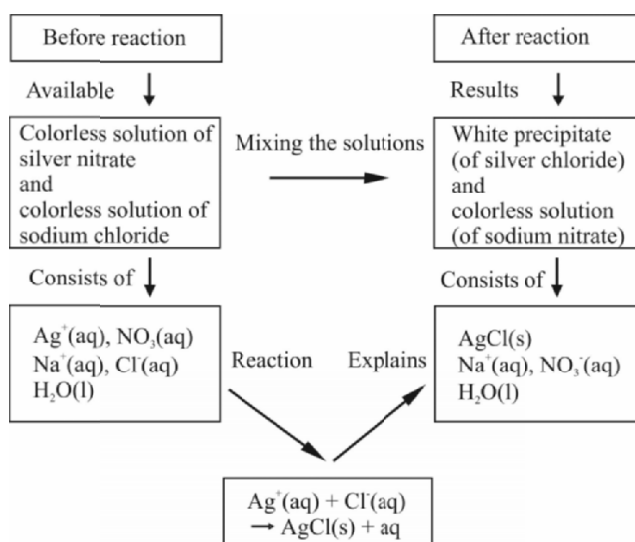 Before reaction
After reaction
Available
Results
Colorless solution of
silver nitrate
and
colorless solution of
sodium chloride
Mixing the solutions
White precipitate
(of silver chloride)
and
colorless solution
(of sodium nitrate)
Consists of
Consists of
Ag⁺(aq), NO₃(aq)
Na⁺(aq), Cl⁻(aq)
H₂O(l)
Reaction
Explains
AgCl(s)
Na⁺(aq), NO₃⁻(aq)
H₂O(l)
Ag⁺(aq) + Cl⁻(aq)
→ AgCl(s) + aq